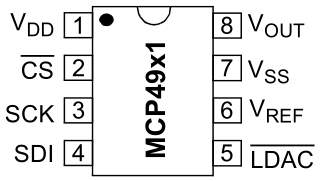 VDD 1 8 VOUT
CS 2 7 VSS
SCK 3 6 VREF
SDI 4 5 LDAC
MCP49x1